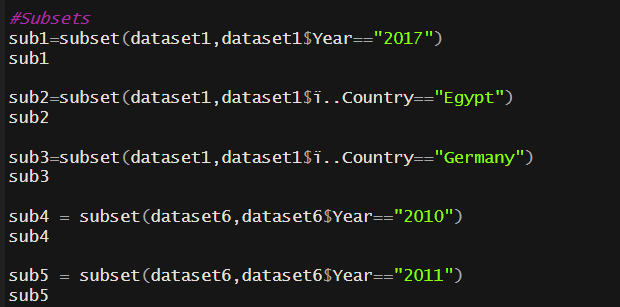 #Subsets
sub1=subset(dataset1,dataset1$Year=="2017")
sub1
sub2=subset(dataset1,dataset1$ï..Country=="Egypt")
sub2
sub3=subset(dataset1,dataset1$ï..Country=="Germany")
sub3
sub4 = subset(dataset6,dataset6$Year=="2010")
sub4
sub5 = subset(dataset6,dataset6$Year=="2011")
sub5